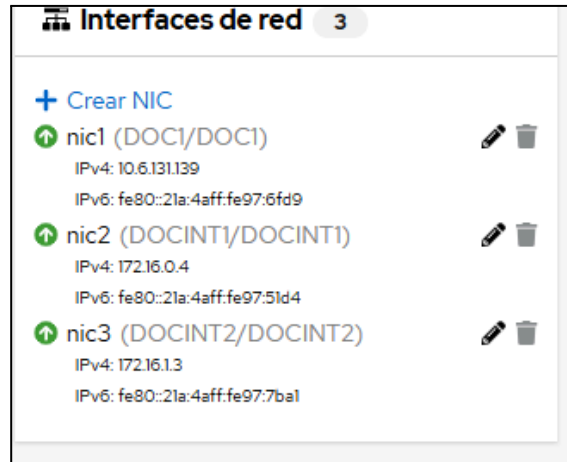 Interfaces de red 3
+ Crear NIC
nic1 (DOC1/DOC1)
IPv4: 10.6.131.139
IPv6: fe80::21a:4aff:fe97:6fd9
nic2 (DOCINT1/DOCINT1)
IPv4: 172.16.0.4
IPv6: fe80::21a:4aff:fe97:51d4
nic3 (DOCINT2/DOCINT2)
IPv4: 172.16.1.3
IPv6: fe80::21a:4aff:fe97:7ba1